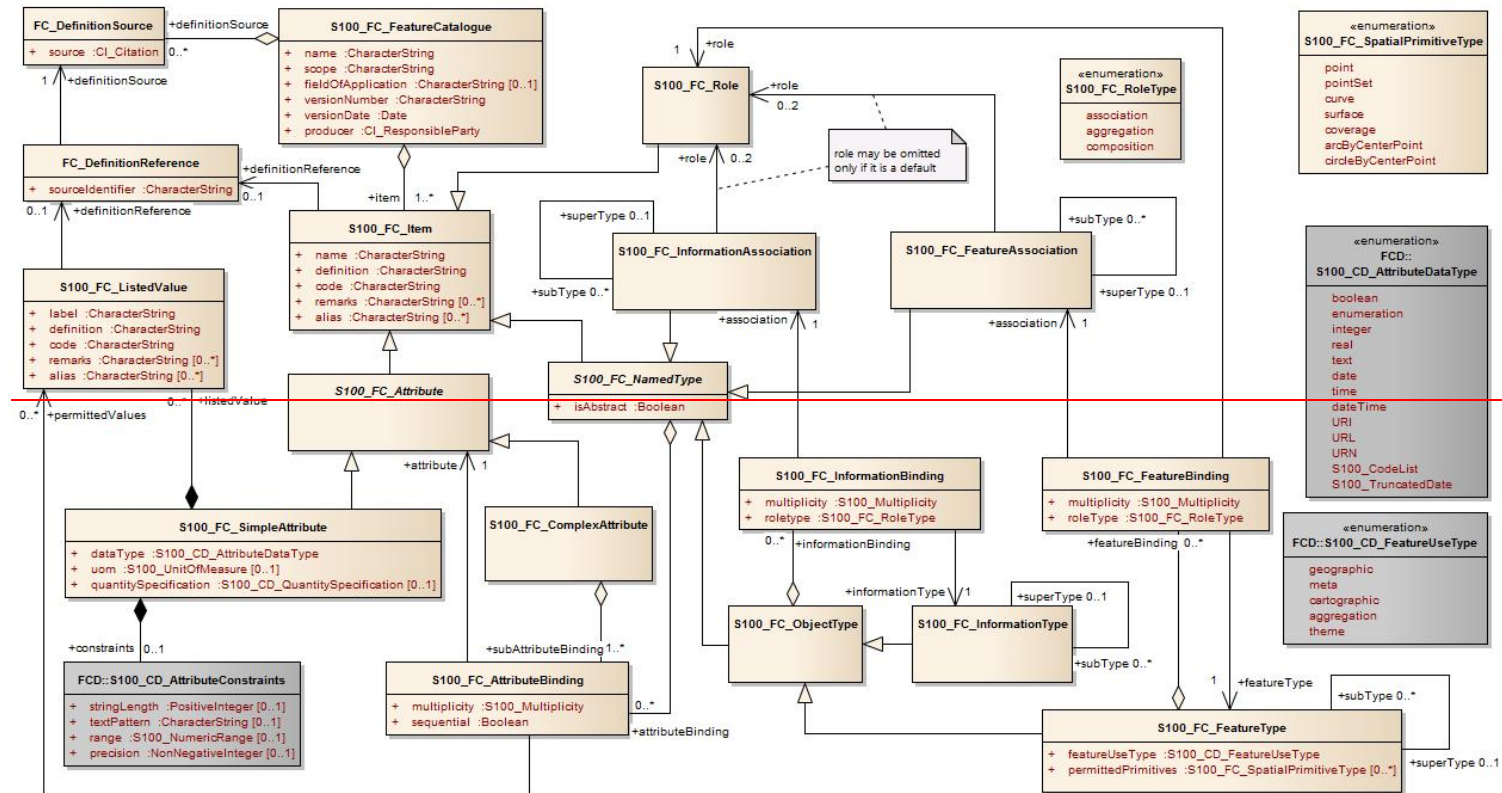 FC_DefinitionSource
+ source :CI_Citation
+definitionSource
0..*
S100_FC_FeatureCatalogue
+ name :CharacterString
+ scope :CharacterString
+ fieldOfApplication :CharacterString [0..1]
+ versionNumber :CharacterString
+ versionDate :Date
+ producer :CI_ResponsibleParty
1
+definitionSource
FC_DefinitionReference
+ sourceIdentifier :CharacterString
+definitionReference
0..1
0..1
+definitionReference
+item
1..*
S100_FC_Item
+ name :CharacterString
+ definition :CharacterString
+ code :CharacterString
+ remarks :CharacterString [0..*]
+ alias :CharacterString [0..*]
S100_FC_ListedValue
+ label :CharacterString
+ definition :CharacterString
+ code :CharacterString
+ remarks :CharacterString [0..*]
+ alias :CharacterString [0..*]
0..*
+permittedValues
0..*
+listedValue
S100_FC_Attribute
+attribute
1
S100_FC_SimpleAttribute
+ dataType :S100_CD_AttributeDataType
+ uom :S100_UnitOfMeasure [0..1]
+ quantitySpecification :S100_CD_QuantitySpecification [0..1]
+constraints
0..1
FCD::S100_CD_AttributeConstraints
+ stringLength :PositiveInteger [0..1]
+ textPattern :CharacterString [0..1]
+ range :S100_NumericRange [0..1]
+ precision :NonNegativeInteger [0..1]
S100_FC_ComplexAttribute
+subAttributeBinding
1..*
S100_FC_AttributeBinding
+ multiplicity :S100_Multiplicity
+ sequential :Boolean
0..*
+attributeBinding
1
+role
S100_FC_Role
+role
0..2
+role
0..2
role may be omitted
only if it is a default
+superType 0..1
S100_FC_InformationAssociation
+subType 0..*
+association
1
+subType 0..*
S100_FC_FeatureAssociation
+superType 0..1
+association
1
S100_FC_NamedType
+ isAbstract :Boolean
S100_FC_InformationBinding
+ multiplicity :S100_Multiplicity
+ roletype :S100_FC_RoleType
0..*
+informationBinding
+informationType
1
S100_FC_FeatureBinding
+ multiplicity :S100_Multiplicity
+ roleType :S100_FC_RoleType
+featureBinding 0..*
S100_FC_ObjectType
S100_FC_InformationType
+superType 0..1
+subType 0..*
1
+featureType
S100_FC_FeatureType
+ featureUseType :S100_CD_FeatureUseType
+ permittedPrimitives :S100_FC_SpatialPrimitiveType [0..*]
+subType 0..*
+superType 0..1
«enumeration»
S100_FC_RoleType
association
aggregation
composition
«enumeration»
S100_FC_SpatialPrimitiveType
point
pointSet
curve
surface
coverage
arcByCenterPoint
circleByCenterPoint
«enumeration»
FCD::
S100_CD_AttributeDataType
boolean
enumeration
integer
real
text
date
time
dateTime
URI
URL
URN
S100_CodeList
S100_TruncatedDate
«enumeration»
FCD::S100_CD_FeatureUseType
geographic
meta
cartographic
aggregation
theme